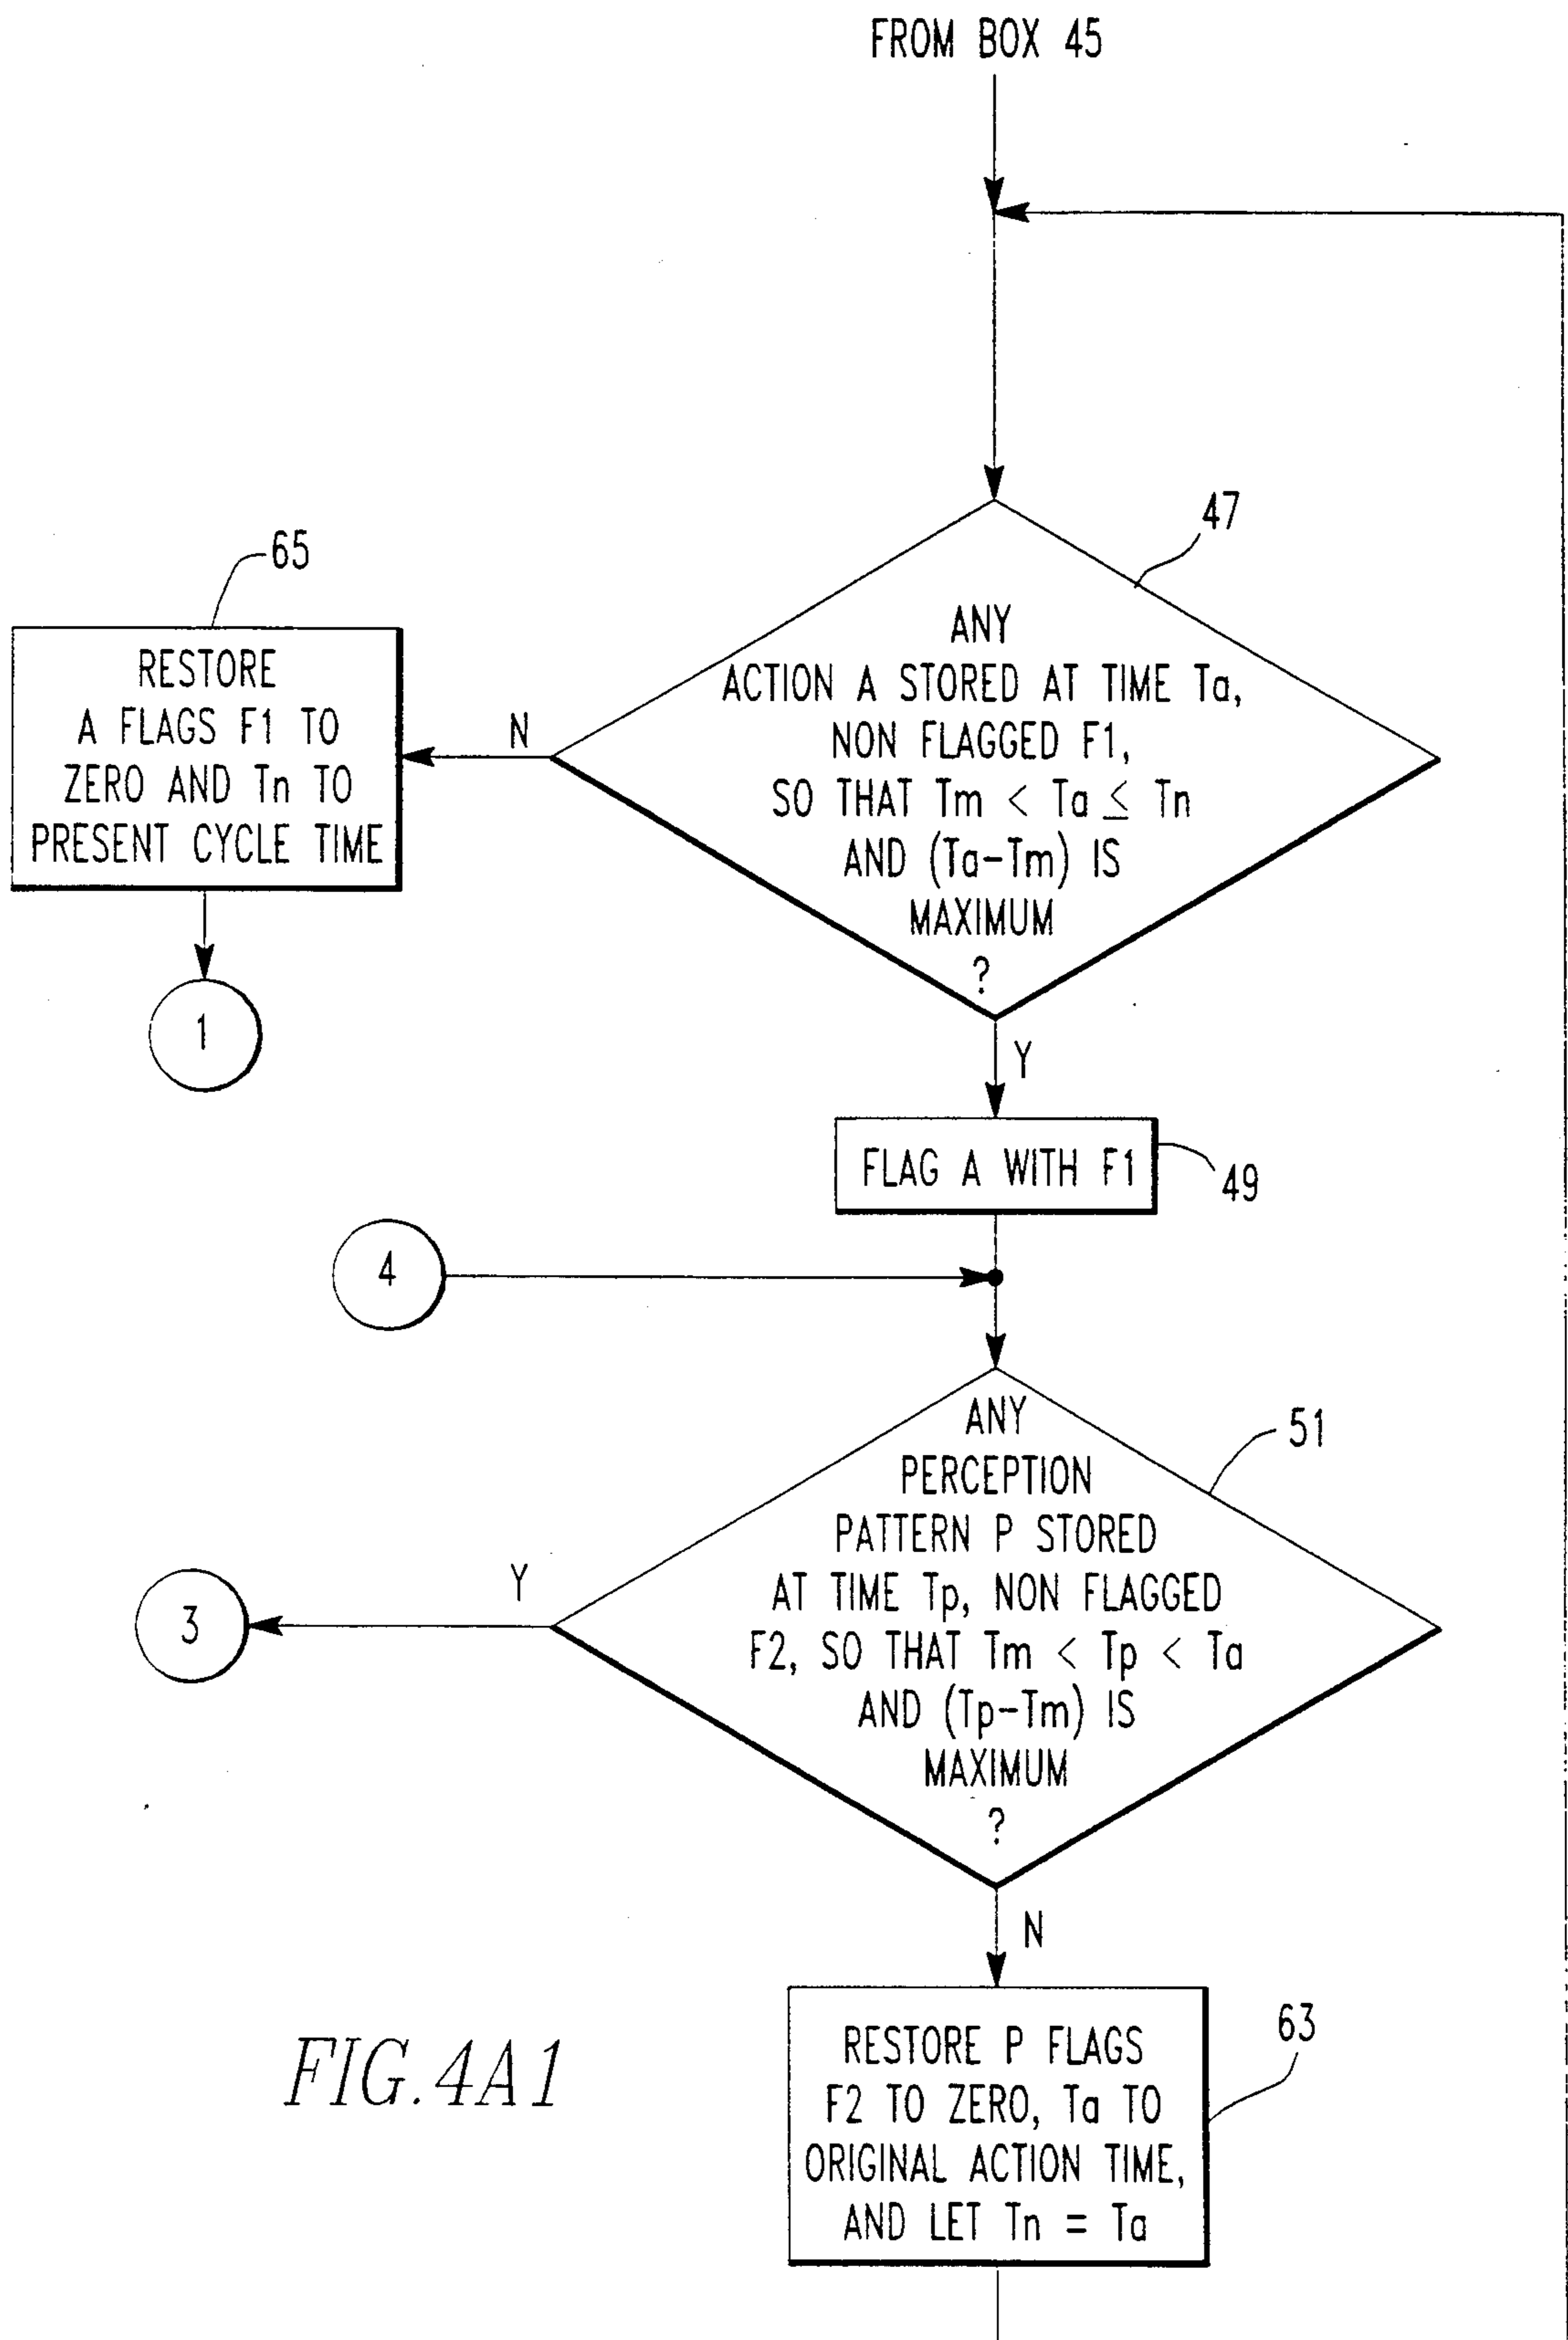 FROM BOX 45
47
ANY
ACTION A STORED AT TIME Ta,
NON FLAGGED F1,
SO THAT Tm < Ta ≤ Tn
AND (Ta-Tm) IS
MAXIMUM
?
65
RESTORE
A FLAGS F1 TO
ZERO AND Tn TO
PRESENT CYCLE TIME
N
1
Y
FLAG A WITH F1
49
4
51
ANY
PERCEPTION
PATTERN P STORED
AT TIME Tp, NON FLAGGED
F2, SO THAT Tm < Tp < Ta
AND (Tp-Tm) IS
MAXIMUM
?
Y
3
N
63
RESTORE P FLAGS
F2 TO ZERO, Ta TO
ORIGINAL ACTION TIME,
AND LET Tn = Ta
FIG.4A1